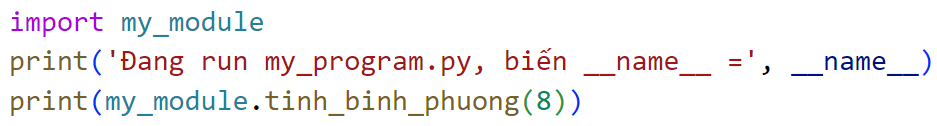 import my_module
print('Đang run my_program.py, biến __name__ =', __name__)
print(my_module.tinh_binh_phuong(8))